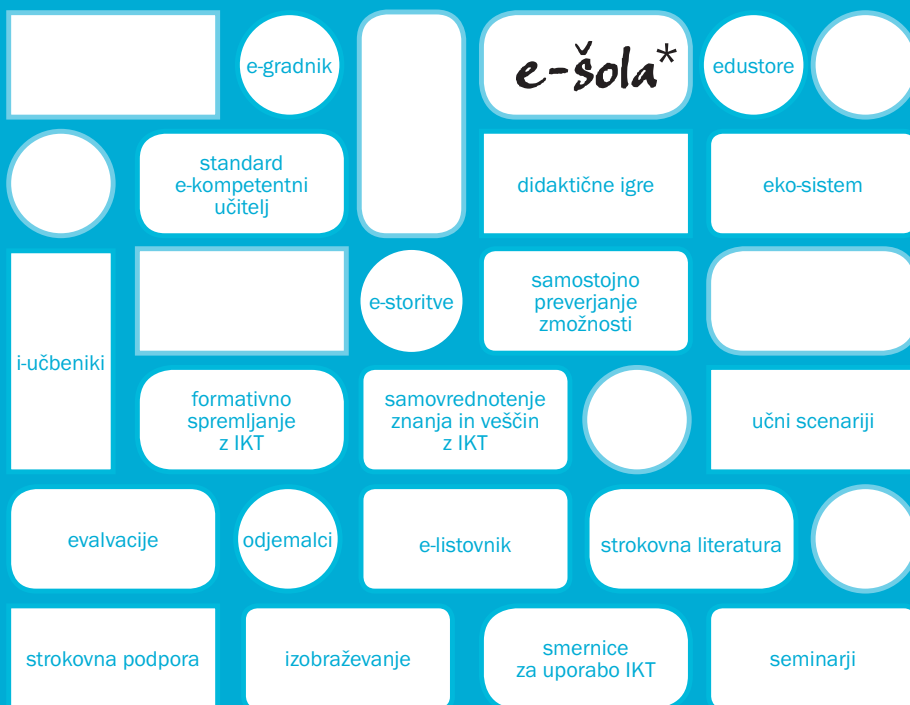 e-gradnik
e-šola*
edustore
standard
e-kompetentni
učitelj
didaktične igre
eko-sistem
i-učbeniki
e-storitve
samostojno
preverjanje
zmožnosti
formativno
spremljanje
z IKT
samovrednotenje
znanja in veščin
z IKT
učni scenariji
evalvacije
odjemalci
e-listovnik
strokovna literatura
strokovna podpora
izobraževanje
smernice
za uporabo IKT
seminarji